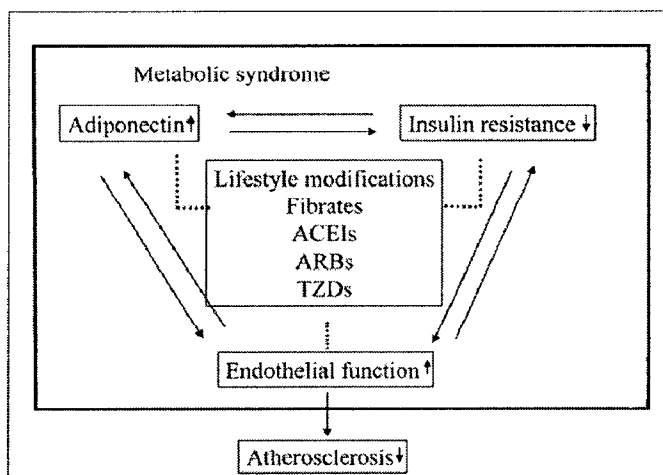 Metabolic syndrome
Adiponectin↑
Insulin resistance ↓
Lifestyle modifications
Fibrates
ACEIs
ARBs
TZDs
Endothelial function ↑
Atherosclerosis↓